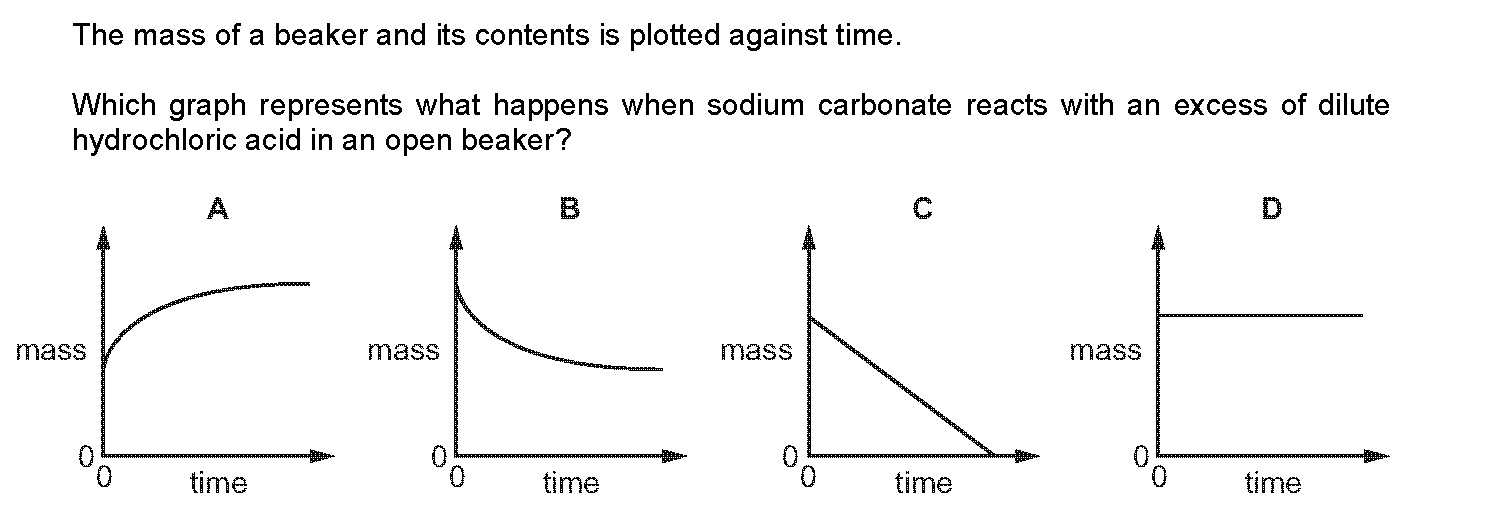 The mass of a beaker and its contents is plotted against time.
Which graph represents what happens when sodium carbonate reacts with an excess of dilute
hydrochloric acid in an open beaker?
A
mass
0
0
time
B
mass
0
0
time
C
mass
0
0
time
D
mass
0
0
time